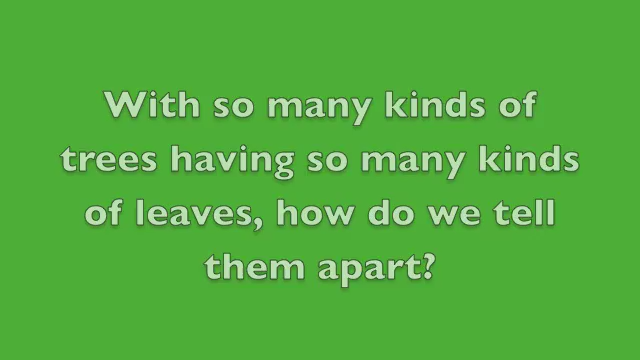 With so many kinds of
trees having so many kinds
of leaves, how do we tell
them apart?